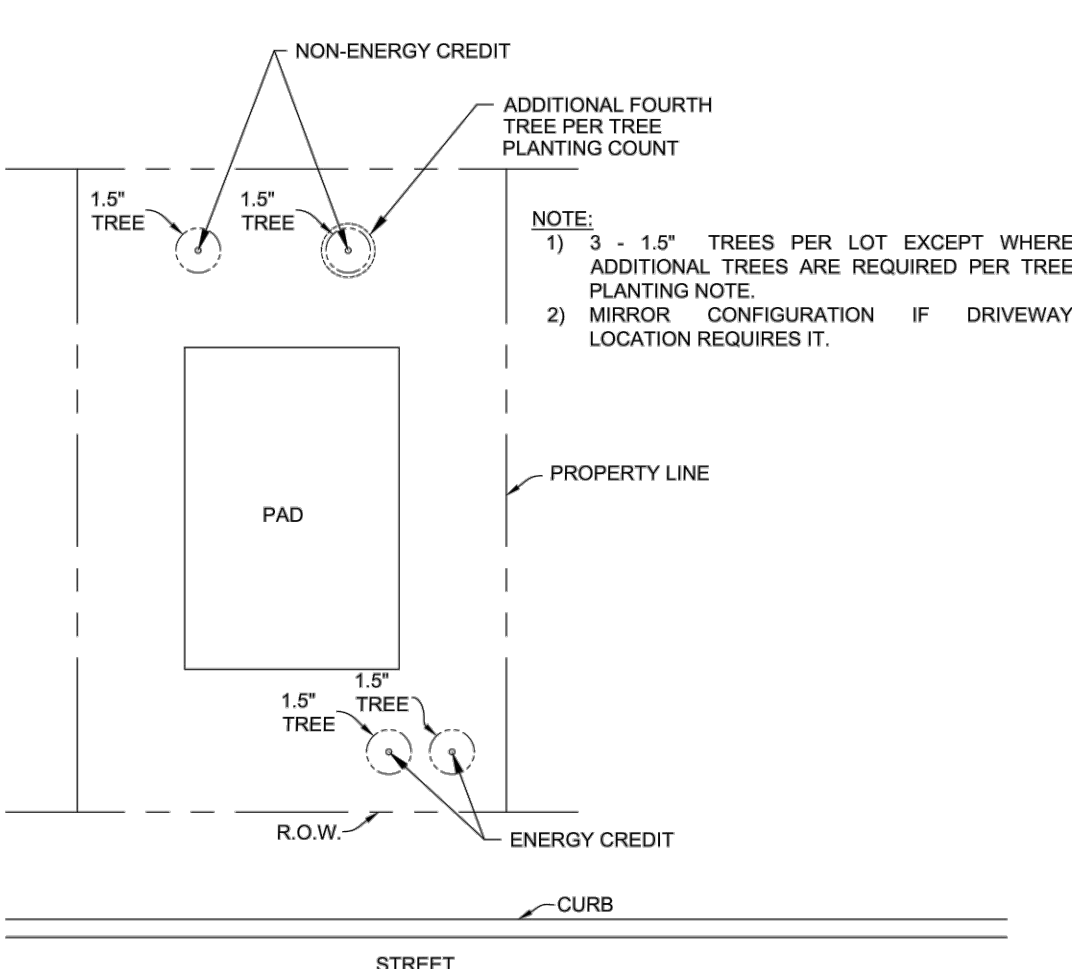 NON-ENERGY CREDIT
ADDITIONAL FOURTH
TREE PER TREE
PLANTING COUNT
1.5"
TREE
1.5"
TREE
NOTE:
1) 3 - 1.5" TREES PER LOT EXCEPT WHERE
ADDITIONAL TREES ARE REQUIRED PER TREE
PLANTING NOTE.
2) MIRROR CONFIGURATION IF DRIVEWAY
LOCATION REQUIRES IT.
PROPERTY LINE
PAD
1.5"
TREE
1.5"
TREE
R.O.W.
ENERGY CREDIT
CURB
STREET